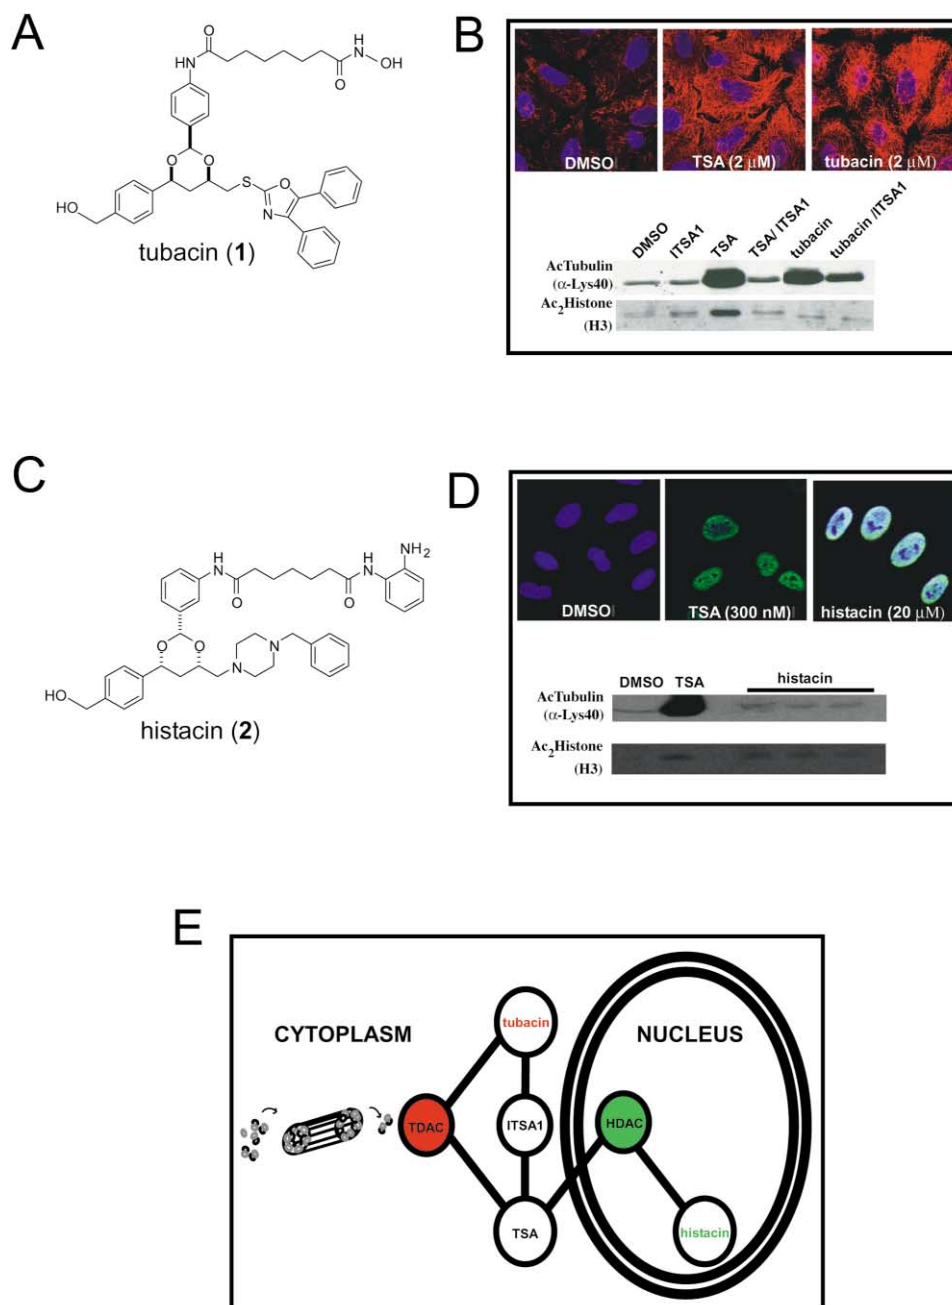 A
O
H
N
OH
HN
O
O
O
S
O
N
HO
tubacin (1)
B
DMSO
TSA (2 μM)
tubacin (2 μM)
DMSO
ITSA1
TSA
TSA/ ITSA1
tubacin
tubacin /ITSA1
AcTubulin
(α-Lys40)
Ac2Histone
(H3)
C
H
N
O
O
H
N
NH2
O
O
N
N
HO
histacin (2)
D
DMSO
TSA (300 nM)
histacin (20 μM)
DMSO
TSA
histacin
AcTubulin
(α-Lys40)
Ac2Histone
(H3)
E
CYTOPLASM
NUCLEUS
tubacin
TDAC
ITSA1
HDAC
TSA
histacin